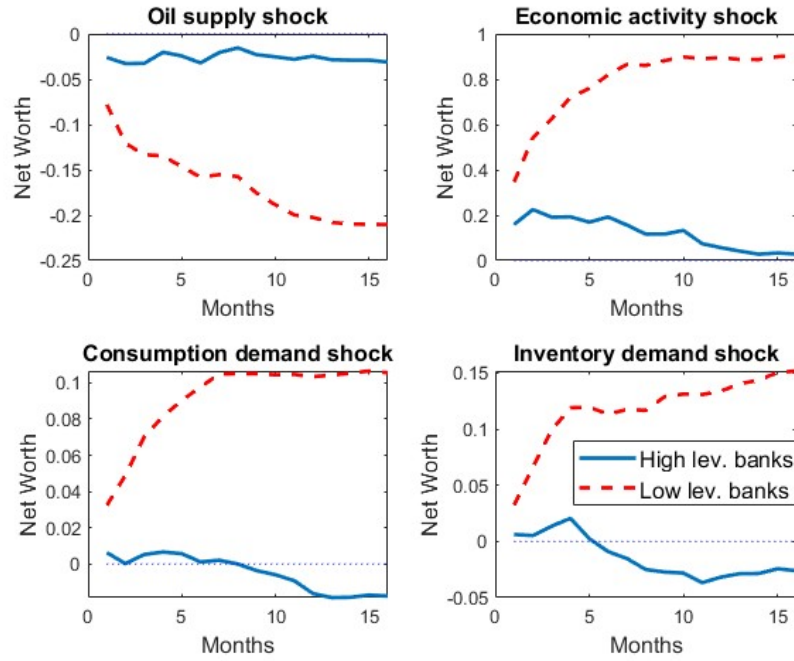 Oil supply shock
Net Worth
0
-0.05
-0.1
-0.15
-0.2
-0.25
0 5 10 15
Months
Economic activity shock
Net Worth
1
0.8
0.6
0.4
0.2
0
0 5 10 15
Months
Consumption demand shock
Net Worth
0.1
0.08
0.06
0.04
0.02
0
0 5 10 15
Months
Inventory demand shock
Net Worth
0.15
0.1
0.05
0
-0.05
0 5 10 15
Months
High lev. banks
Low lev. banks